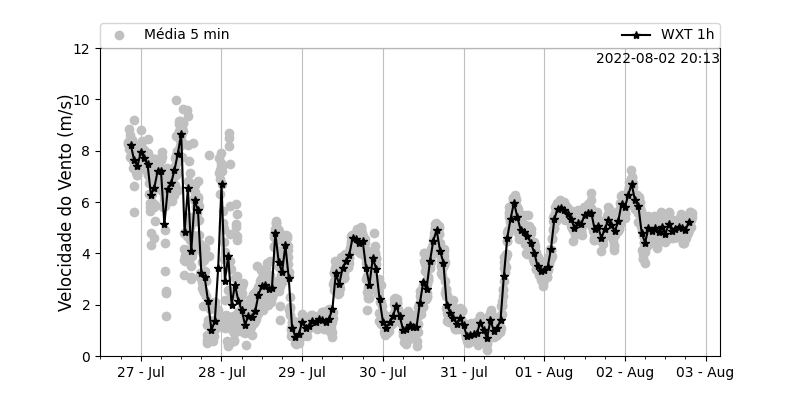 Média 5 min
WXT 1h
2022-08-02 20:13
Velocidade do Vento (m/s)
12
10
8
6
4
2
0
27 - Jul
28 - Jul
29 - Jul
30 - Jul
31 - Jul
01 - Aug
02 - Aug
03 - Aug